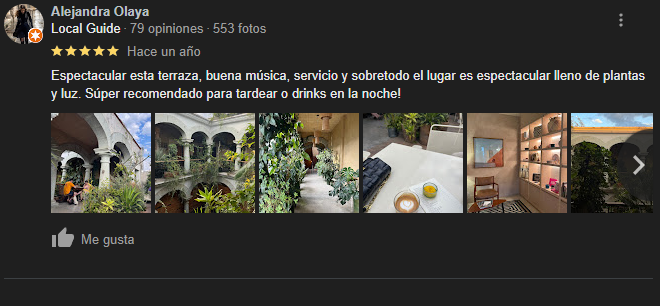 Alejandra Olaya
Local Guide · 79 opiniones · 553 fotos
Hace un año
Espectacular esta terraza, buena música, servicio y sobretodo el lugar es espectacular lleno de plantas
y luz. Súper recomendado para tardear o drinks en la noche!
Me gusta